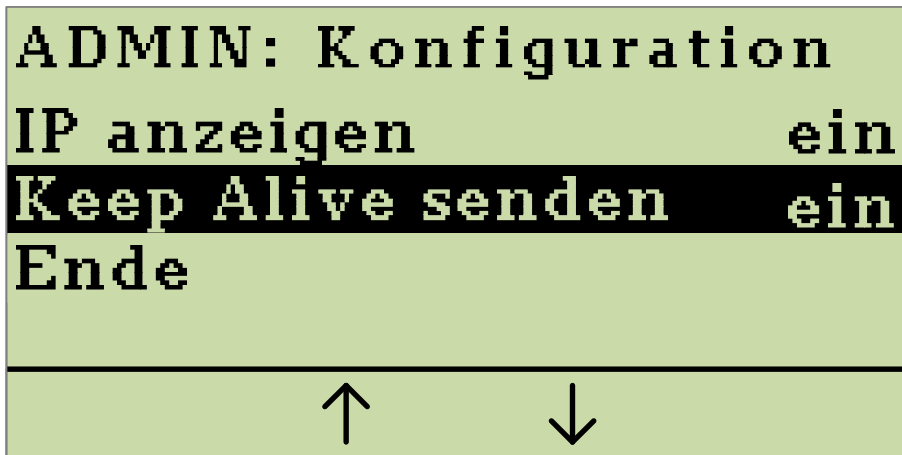 ADMIN: Konfiguration
IP anzeigen ein
Keep Alive senden ein
Ende
↑ ↓